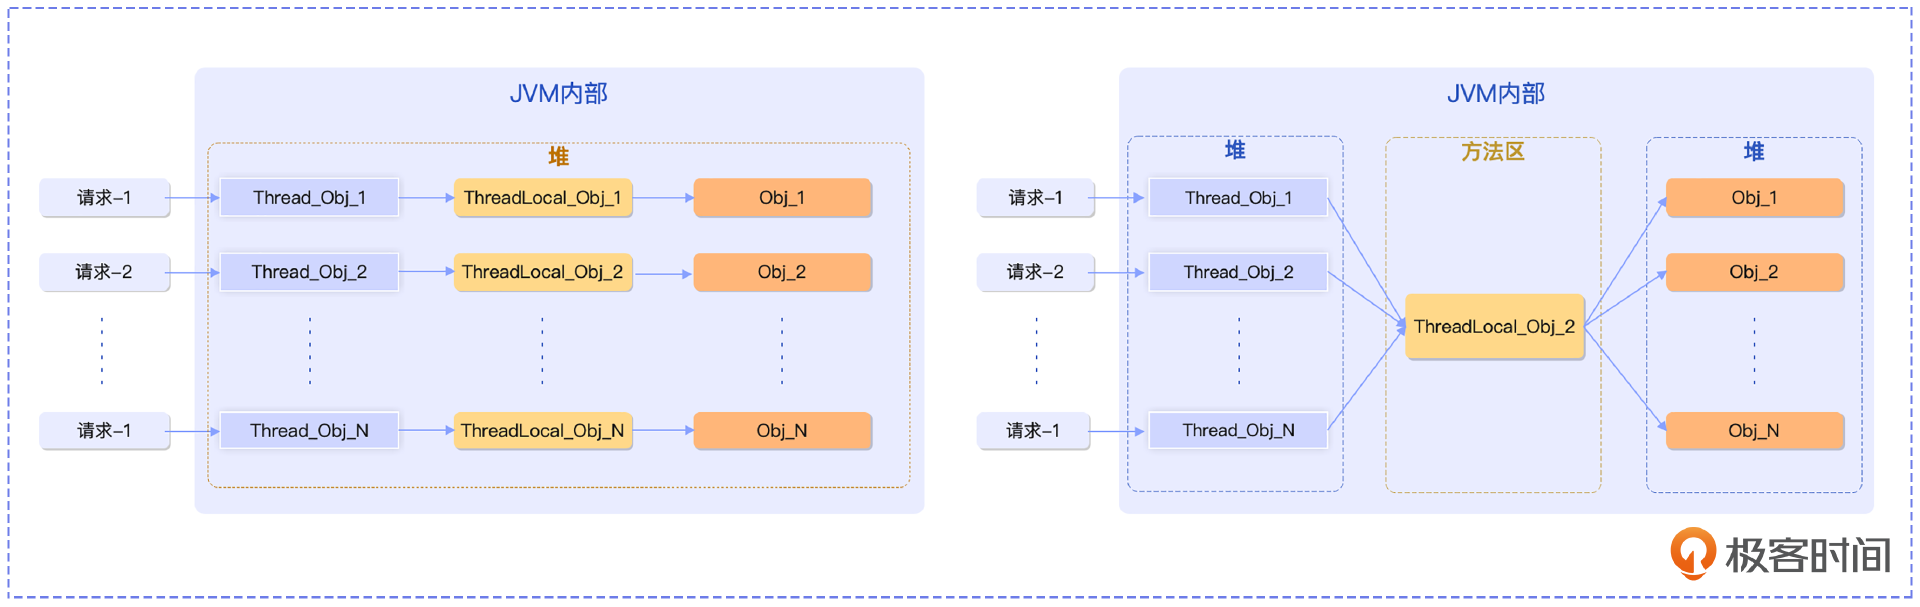 JVM内部
堆
请求-1
Thread_Obj_1
ThreadLocal_Obj_1
Obj_1
请求-2
Thread_Obj_2
ThreadLocal_Obj_2
Obj_2
请求-1
Thread_Obj_N
ThreadLocal_Obj_N
Obj_N
JVM内部
堆
方法区
堆
请求-1
Thread_Obj_1
Obj_1
请求-2
Thread_Obj_2
Obj_2
ThreadLocal_Obj_2
请求-1
Thread_Obj_N
Obj_N
极客时间